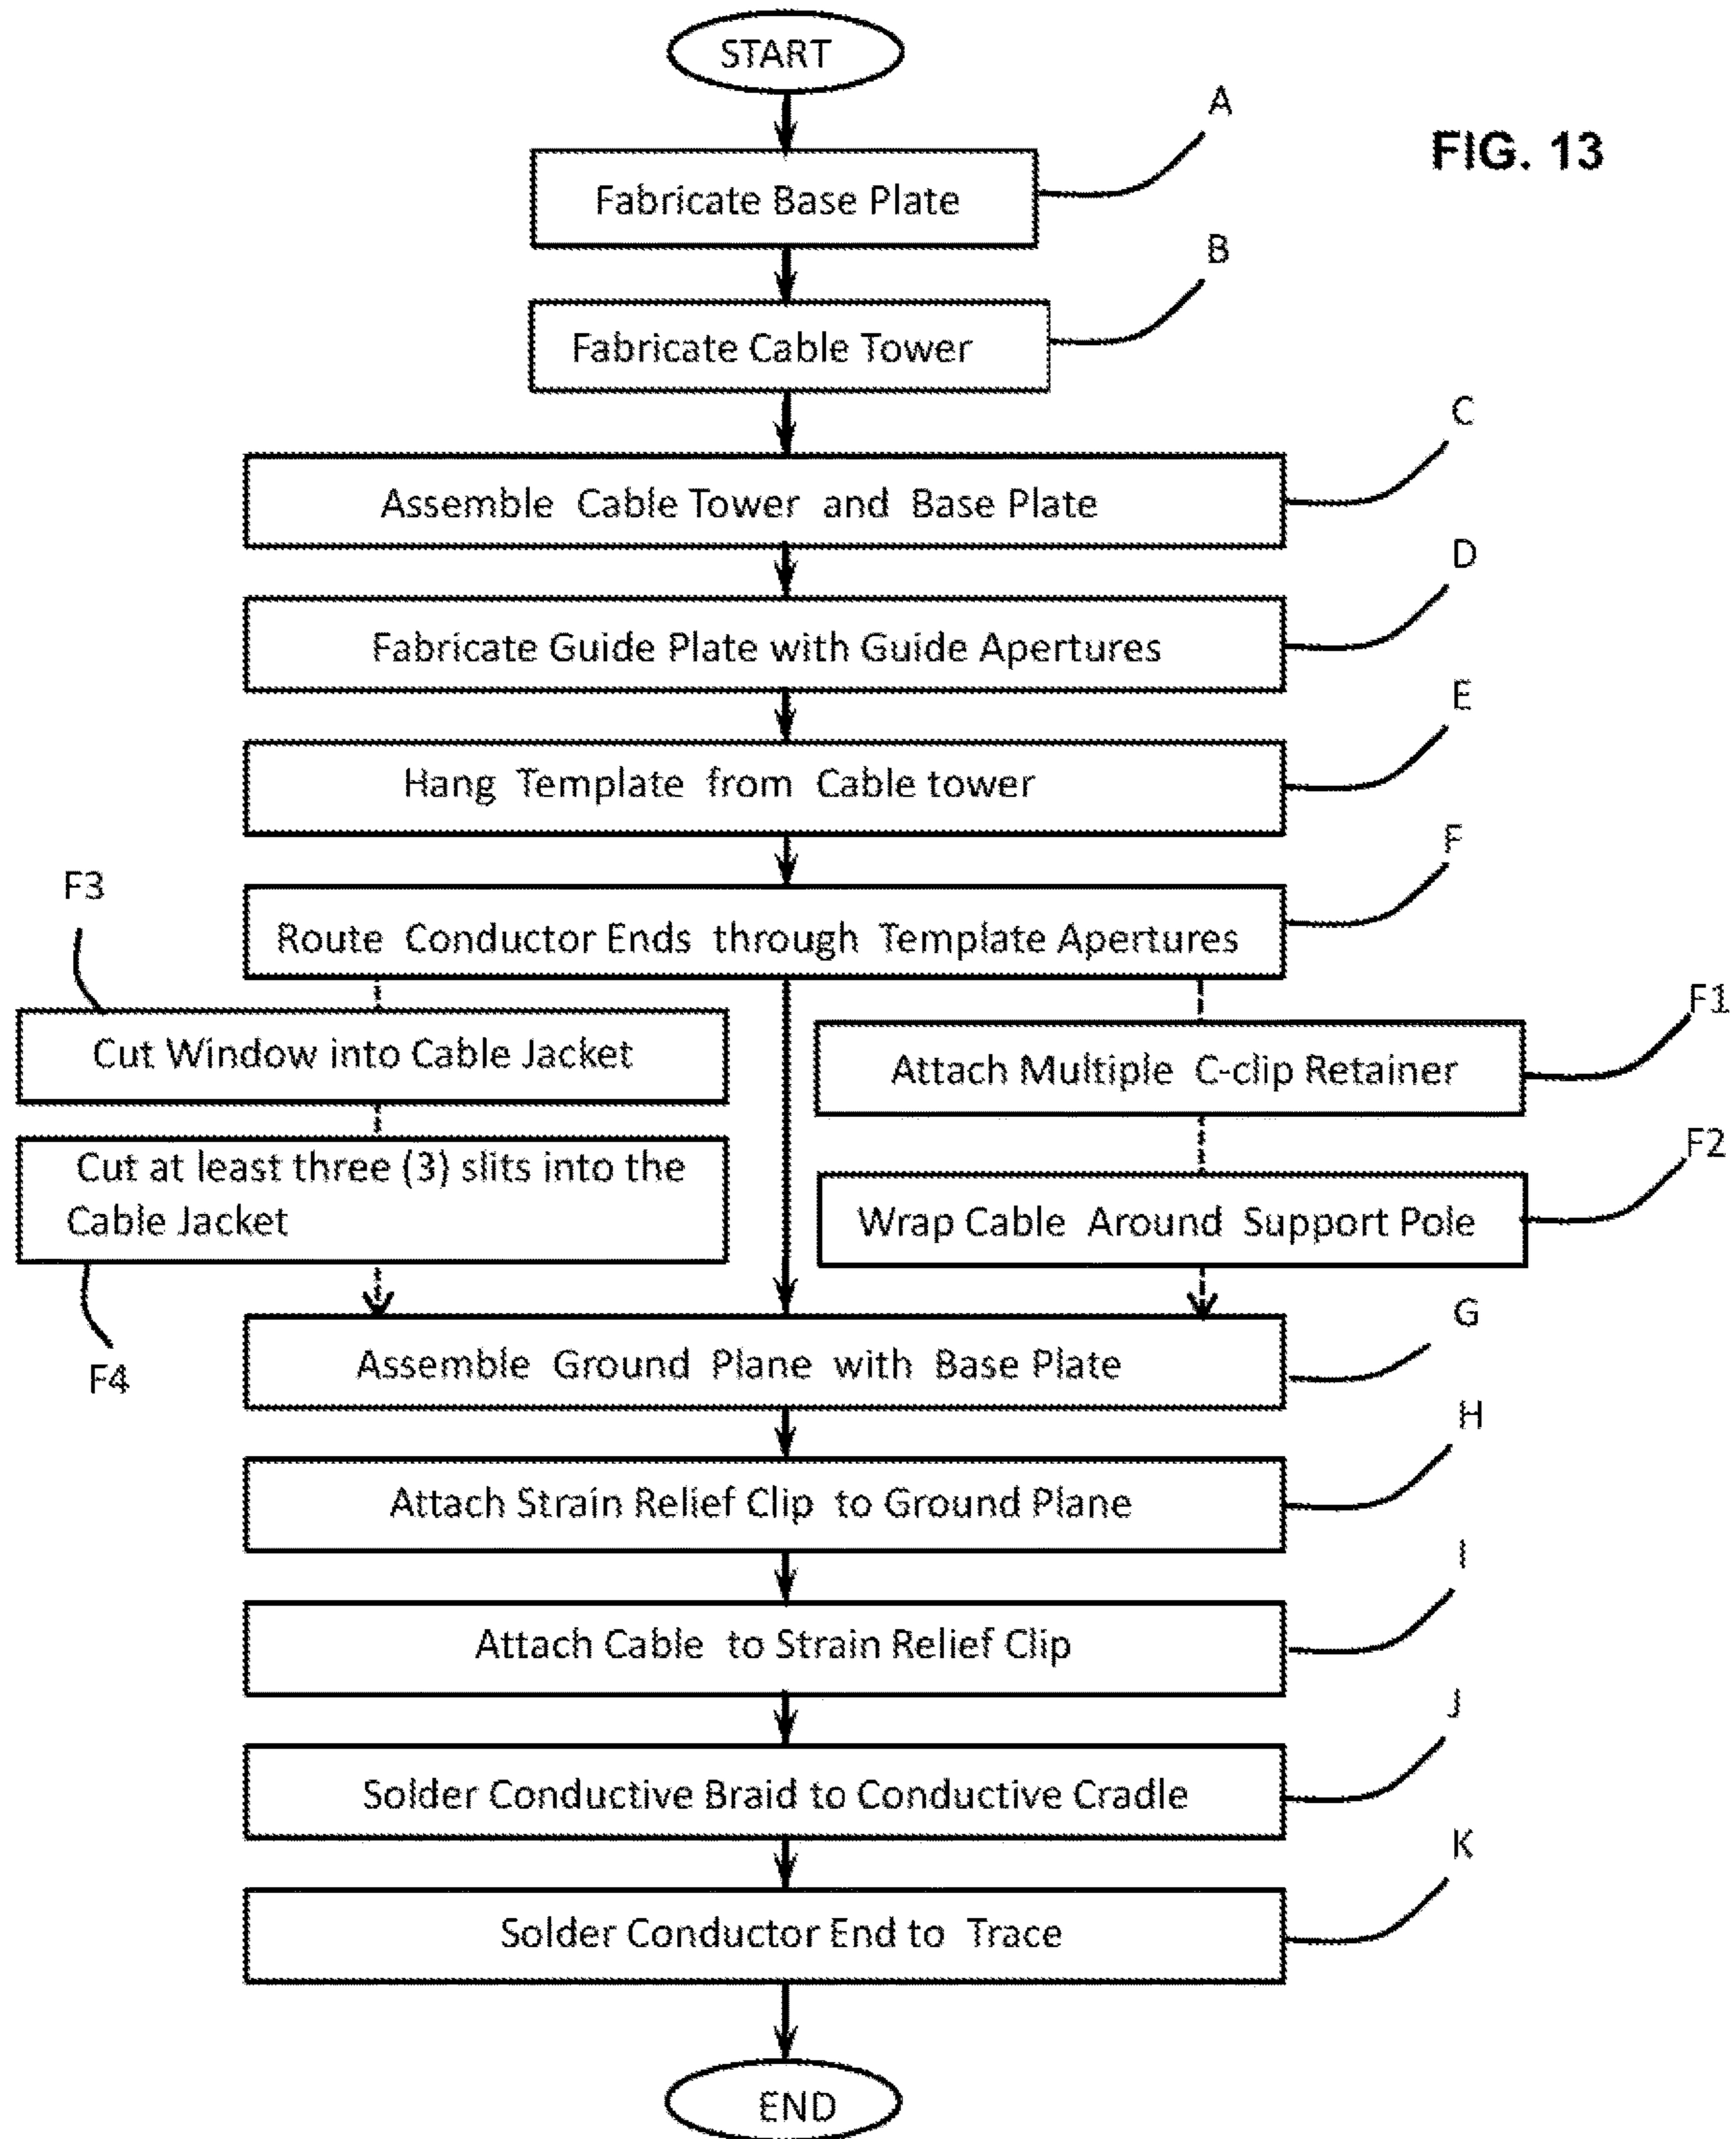 START
A
FIG. 13
Fabricate Base Plate
B
Fabricate Cable Tower
C
Assemble Cable Tower and Base Plate
D
Fabricate Guide Plate with Guide Apertures
E
Hang Template from Cable tower
F
F3
Route Conductor Ends through Template Apertures
F1
Cut Window into Cable Jacket
Attach Multiple C-clip Retainer
F2
Cut at least three (3) slits into the
Cable Jacket
Wrap Cable Around Support Pole
G
F4
Assemble Ground Plane with Base Plate
H
Attach Strain Relief Clip to Ground Plane
I
Attach Cable to Strain Relief Clip
J
Solder Conductive Braid to Conductive Cradle
K
Solder Conductor End to Trace
END